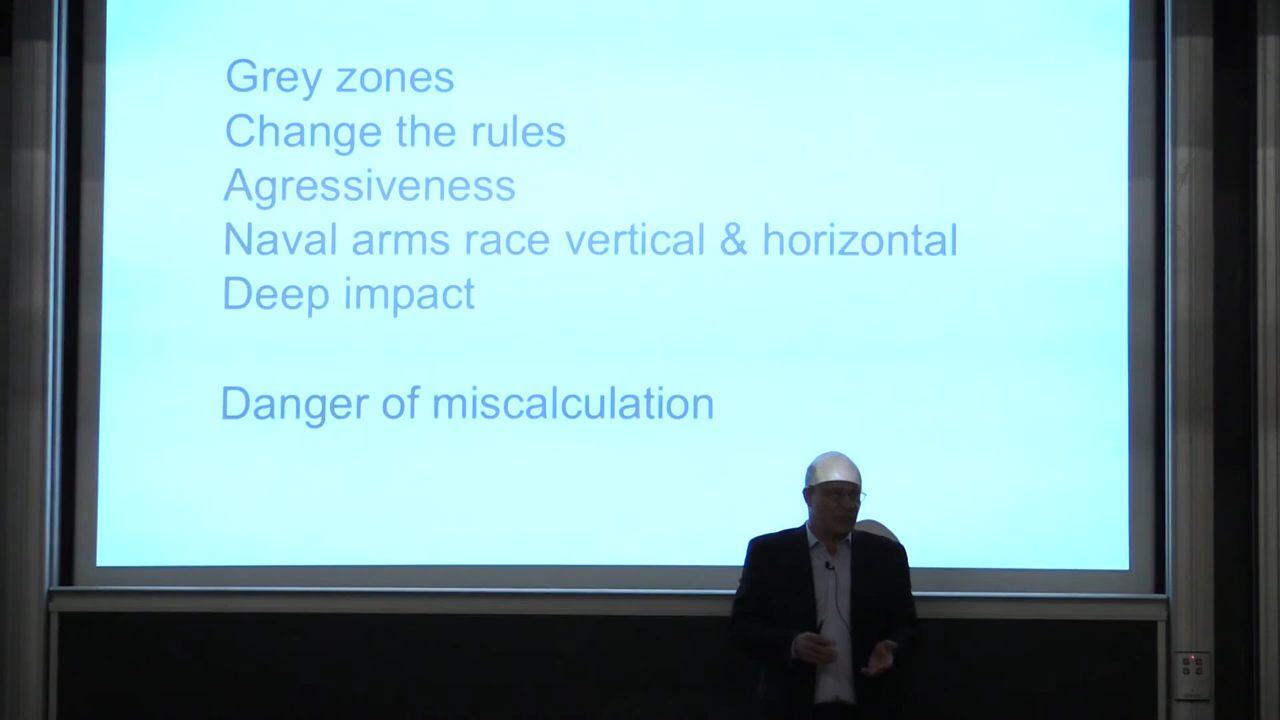 Grey zones
Change the rules
Agressiveness
Naval arms race vertical & horizontal
Deep impact
Danger of miscalculation